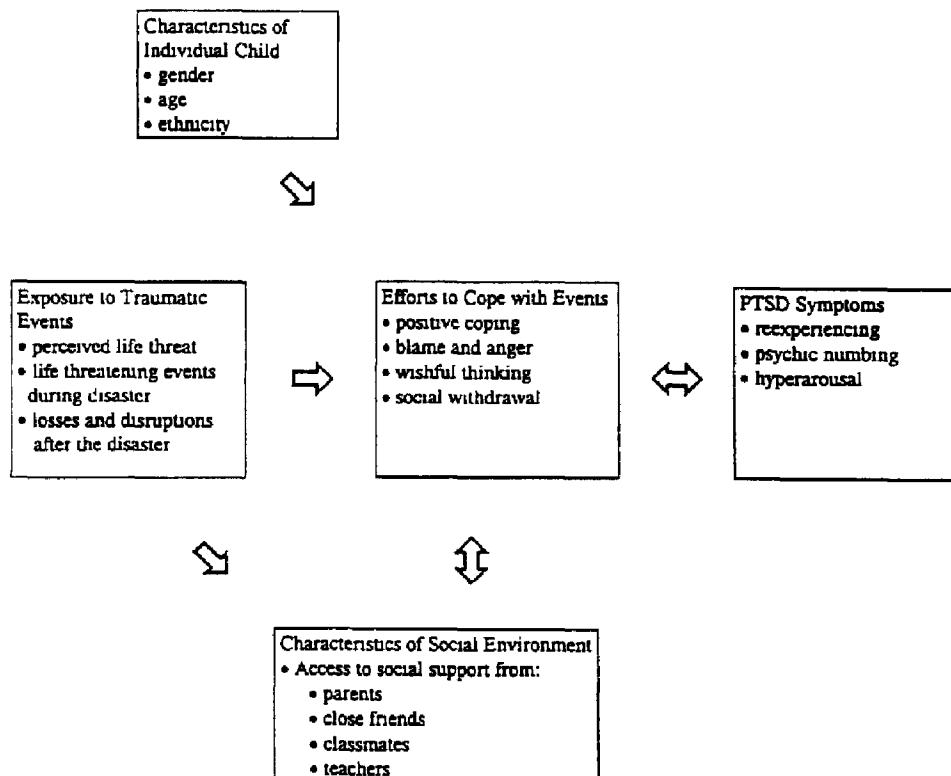 Characteristics of
Individual Child
• gender
• age
• ethnicity
Exposure to Traumatic
Events
• perceived life threat
• life threatening events
during disaster
• losses and disruptions
after the disaster
Efforts to Cope with Events
• positive coping
• blame and anger
• wishful thinking
• social withdrawal
PTSD Symptoms
• reexperiencing
• psychic numbing
• hyperarousal
Characteristics of Social Environment
• Access to social support from:
• parents
• close friends
• classmates
• teachers